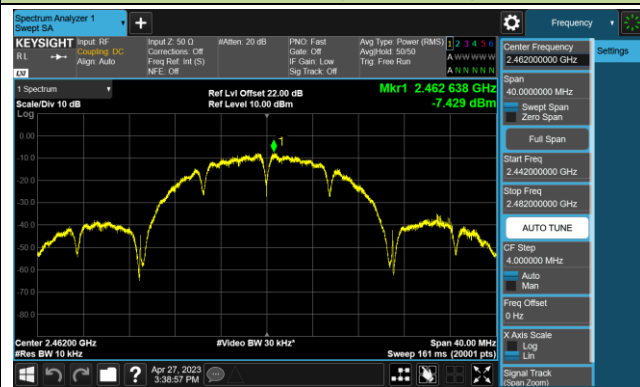 Spectrum Analyzer 1
Swept SA
+
Frequency
KEYSIGHT
RL
LXI
Input: RF
Coupling: DC
Align: Auto
Input Z: 50 Ω
Corrections: Off
Freq Ref: Int (S)
NFE: Off
#Atten: 20 dB
PNO: Fast
Gate: Off
IF Gain: Low
Sig Track: Off
Avg Type: Power (RMS)
Avg|Hold: 50/50
Trig: Free Run
1 2 3 4 5 6
A W W W W W
A N N N N N
1 Spectrum
Scale/Div 10 dB
Log
Ref Lvl Offset 22.00 dB
Ref Level 10.00 dBm
Mkr1 2.462 638 GHz
-7.429 dBm
1
0.00
-10.0
-20.0
-30.0
-40.0
-50.0
-60.0
-70.0
-80.0
Center 2.46200 GHz
#Res BW 10 kHz
#Video BW 30 kHz*
Span 40.00 MHz
Sweep 161 ms (20001 pts)
Apr 27, 2023
3:38:57 PM
?
Center Frequency
2.462000000 GHz
Span
40.0000000 MHz
Swept Span
Zero Span
Full Span
Start Freq
2.442000000 GHz
Stop Freq
2.482000000 GHz
AUTO TUNE
CF Step
4.000000 MHz
Auto
Man
Freq Offset
0 Hz
X Axis Scale
Log
Lin
Signal Track
(Span Zoom)
Settings